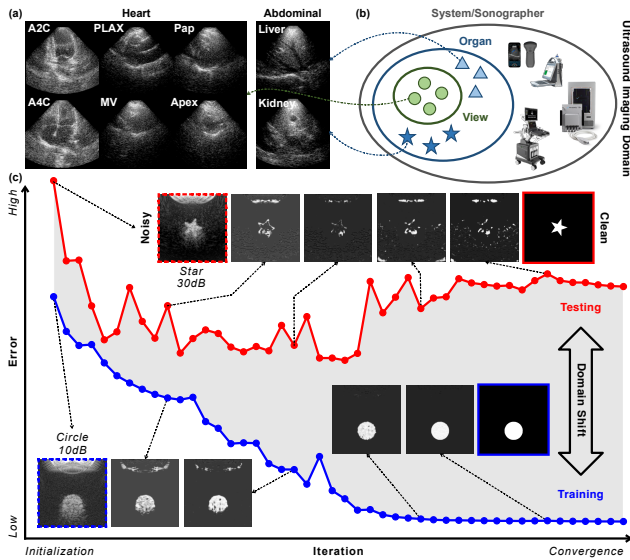 (a)
Heart
Abdominal
A2C
PLAX
Pap
Liver
A4C
MV
Apex
Kidney
(b)
System/Sonographer
Organ
View
Ultrasound Imaging Domain
(c)
High
Error
Low
Noisy
Star
30dB
Clean
Testing
Domain Shift
Training
Circle
10dB
Initialization
Iteration
Convergence